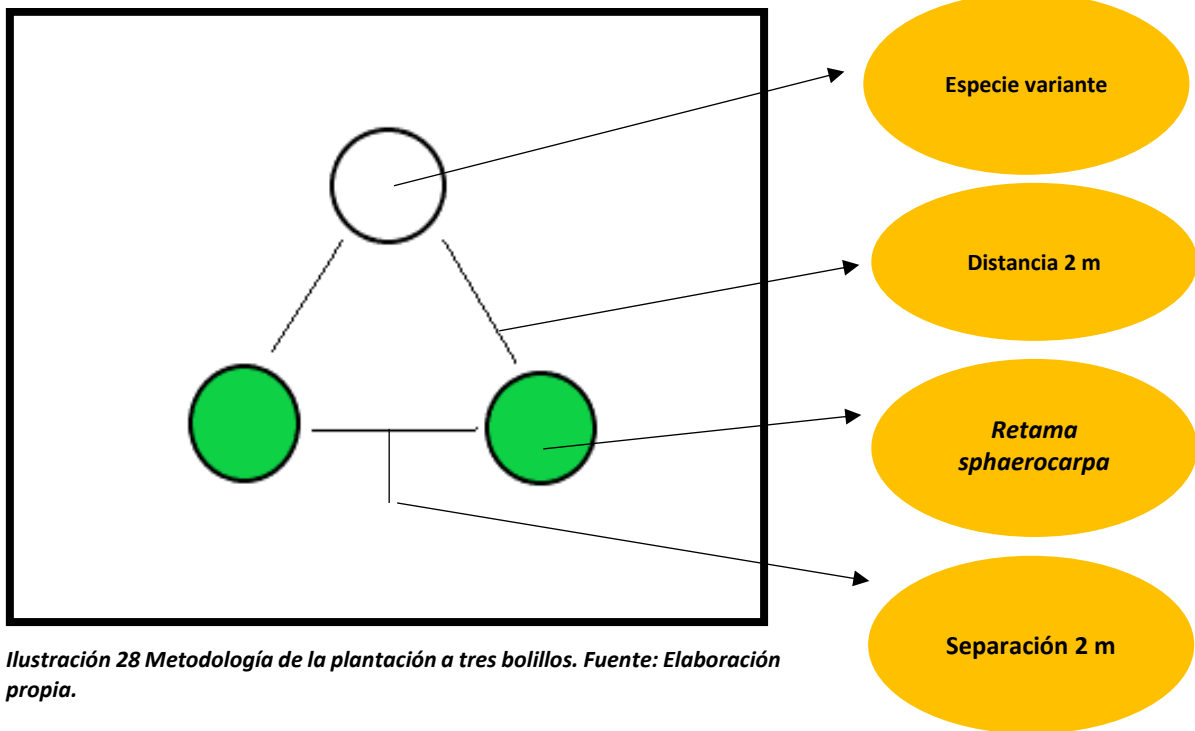 Especie variante
Distancia 2 m
Retama
sphaerocarpa
Separación 2 m
Ilustración 28 Metodología de la plantación a tres bolillos. Fuente: Elaboración
propia.